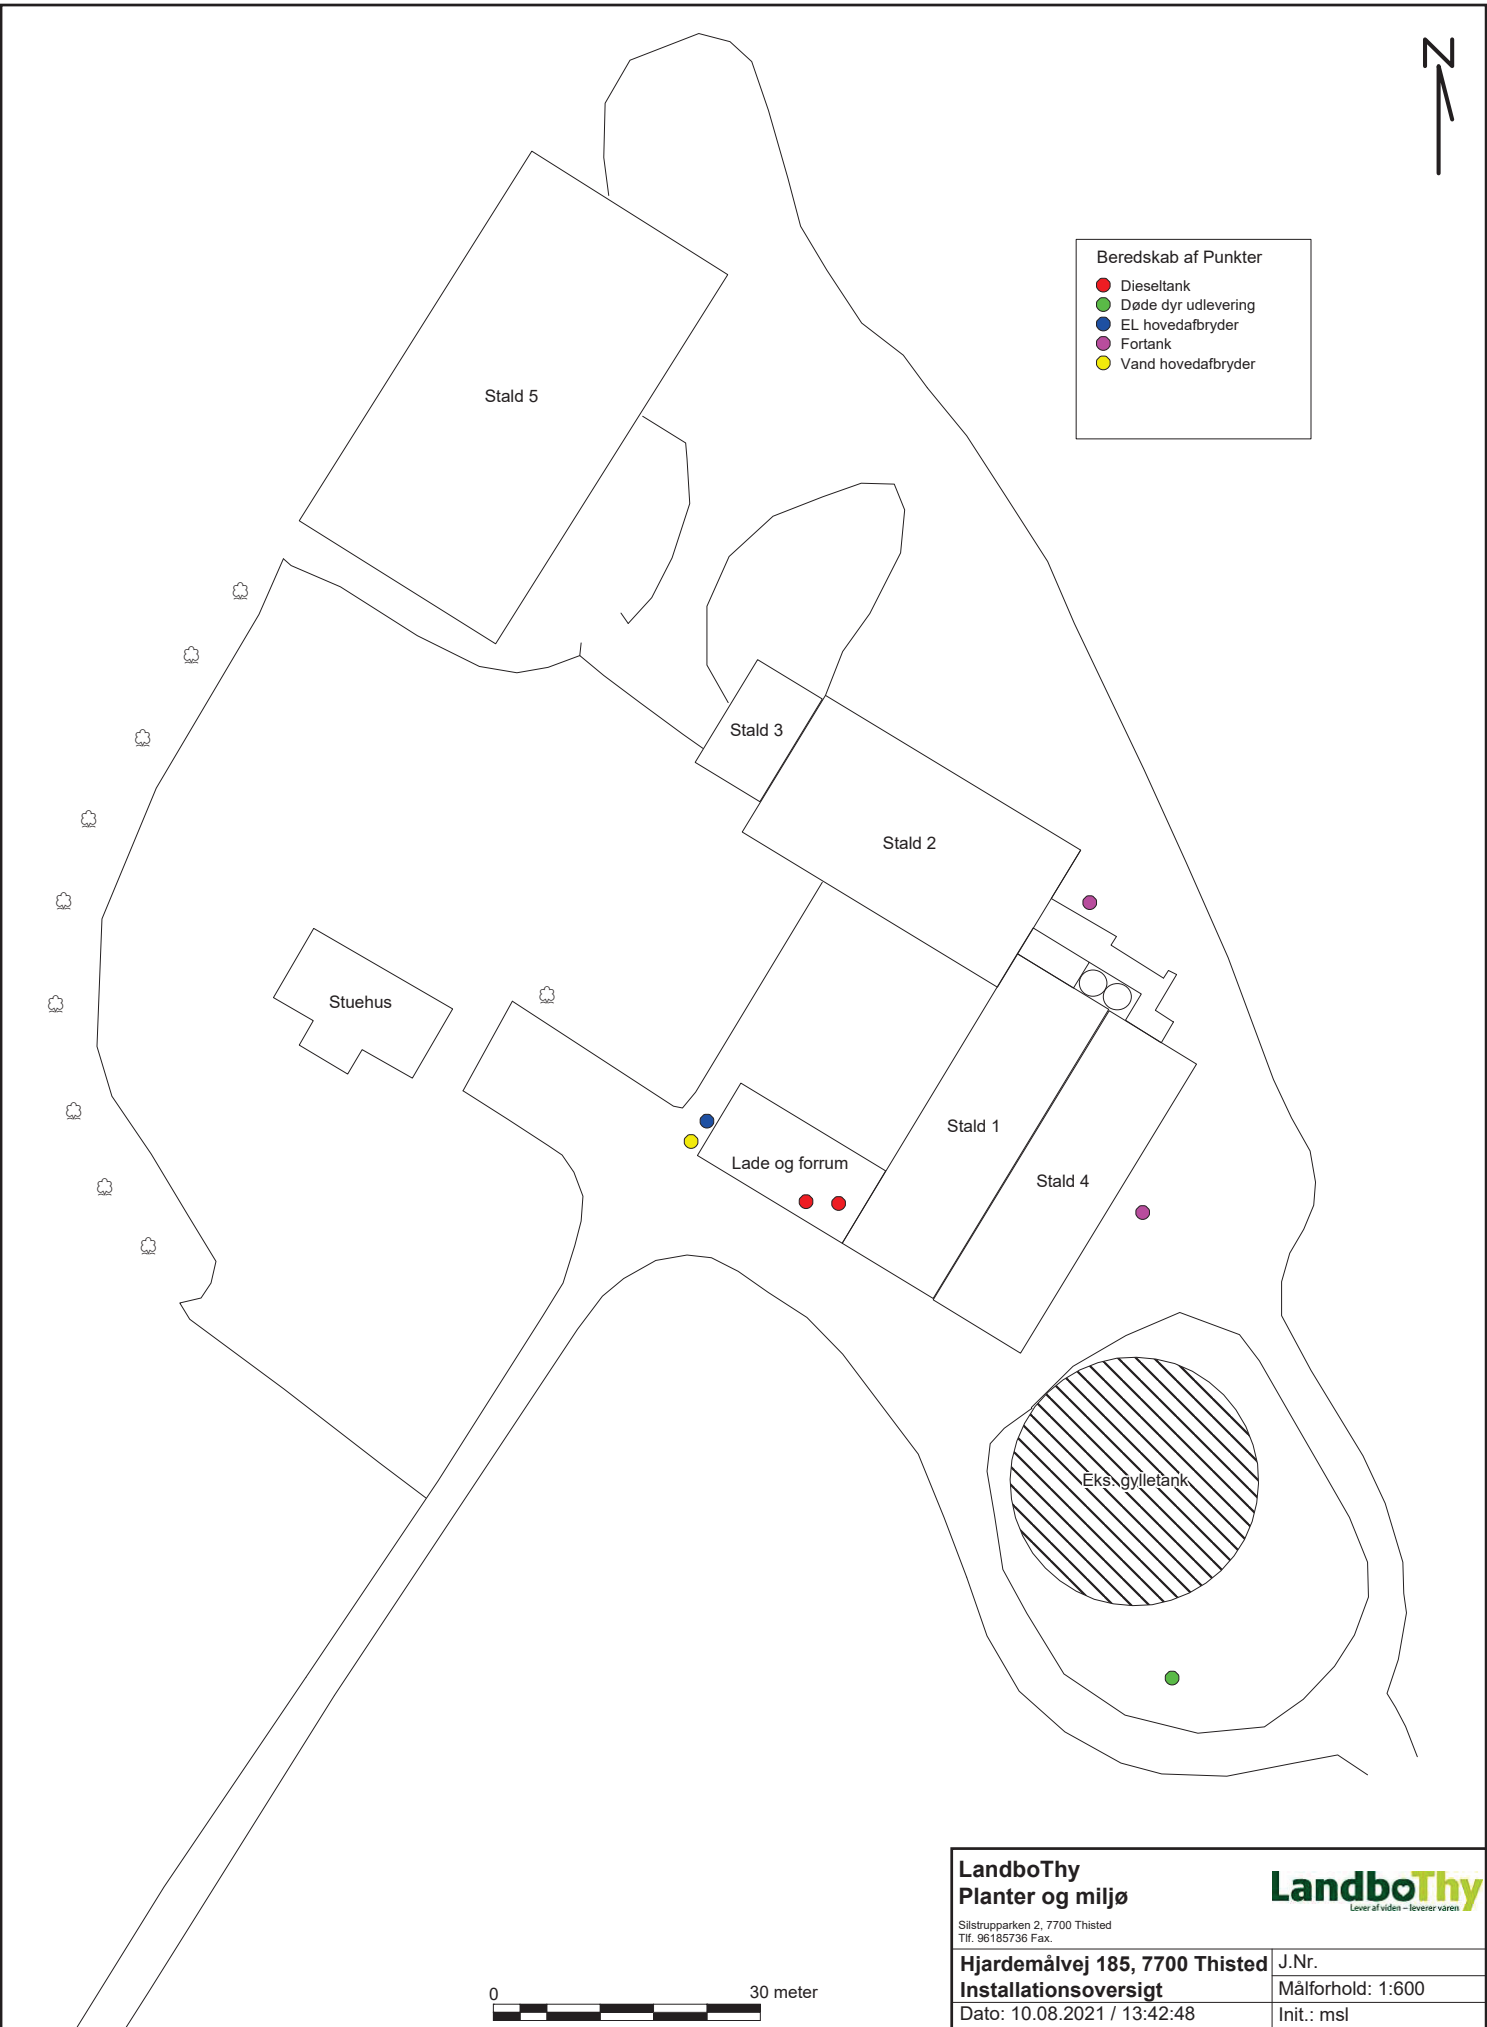 N
Beredskab af Punkter
Dieseltank
Døde dyr udlevering
EL hovedafbryder
Fortank
Vand hovedafbryder
Stald 5
Stald 3
Stald 2
Stuehus
Stald 1
Lade og forrum
Stald 4
Eks. gylletank
0
30 meter
LandboThy
Planter og miljø
Silstrupparken 2, 7700 Thisted
Tlf. 96185736 Fax.
LandboThy
Lever af viden – leverer varen
Hjardemålvej 185, 7700 Thisted
Installationsoversigt
J.Nr.
Målforhold: 1:600
Dato: 10.08.2021 / 13:42:48
Init.: msl